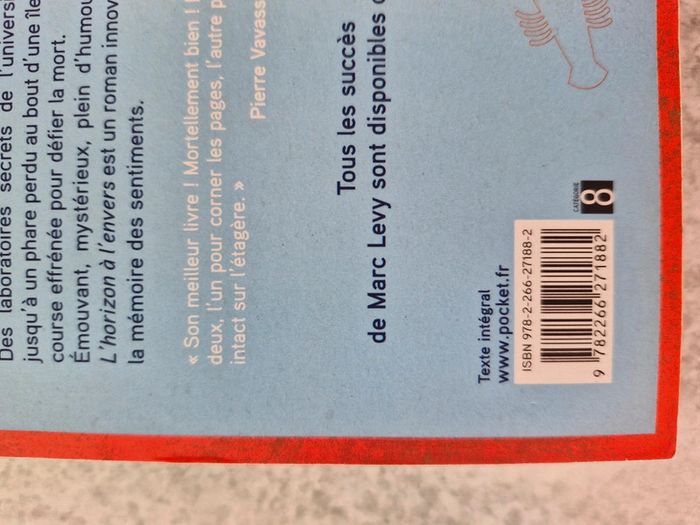 Des laboratoires secrets de l'universi
jusqu'à un phare perdu au bout d'une île
course effrénée pour défier la mort.
Émouvant, mystérieux, plein d'humou
L'horizon à l'envers est un roman innov
la mémoire des sentiments.
« Son meilleur livre ! Mortellement bien !
deux, l'un pour corner les pages, l'autre p
intact sur l'étagère. »
Pierre Vavass
Tous les succès
de Marc Levy sont disponibles
Texte intégral
www.pocket.fr
ISBN 978-2-266-27188-2
9 782266 271882
CATÉGORIE
8